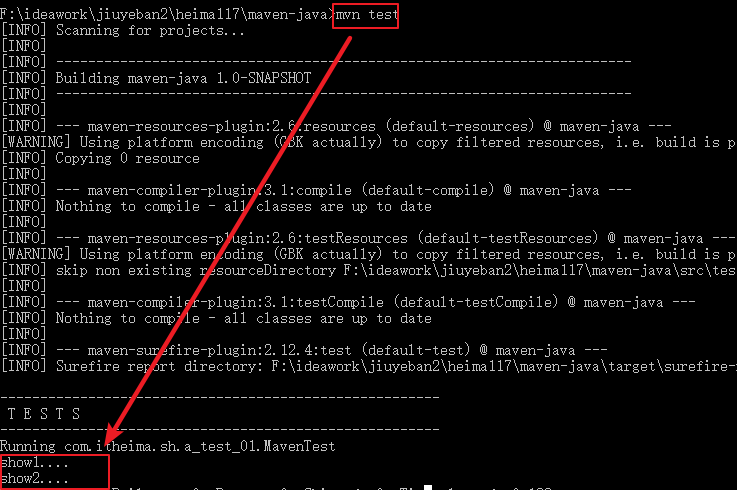 F:\ideawork\jiuyeban2\heima117\maven-java>mvn test
[INFO] Scanning for projects...
[INFO]
[INFO] ------------------------------------------------------------------------
[INFO] Building maven-java 1.0-SNAPSHOT
[INFO] ------------------------------------------------------------------------
[INFO]
[INFO] --- maven-resources-plugin:2.6:resources (default-resources) @ maven-java ---
[WARNING] Using platform encoding (GBK actually) to copy filtered resources, i.e. build is p
[INFO] Copying 0 resource
[INFO]
[INFO] --- maven-compiler-plugin:3.1:compile (default-compile) @ maven-java ---
[INFO] Nothing to compile - all classes are up to date
[INFO]
[INFO] --- maven-resources-plugin:2.6:testResources (default-testResources) @ maven-java ---
[WARNING] Using platform encoding (GBK actually) to copy filtered resources, i.e. build is p
[INFO] skip non existing resourceDirectory F:\ideawork\jiuyeban2\heima117\maven-java\src\tes
[INFO]
[INFO] --- maven-compiler-plugin:3.1:testCompile (default-testCompile) @ maven-java ---
[INFO] Nothing to compile - all classes are up to date
[INFO]
[INFO] --- maven-surefire-plugin:2.12.4:test (default-test) @ maven-java ---
[INFO] Surefire report directory: F:\ideawork\jiuyeban2\heima117\maven-java\target\surefire-
-------------------------------------------------------
T E S T S
-------------------------------------------------------
Running com.itheima.sh.a_test_01.MavenTest
show1....
show2....